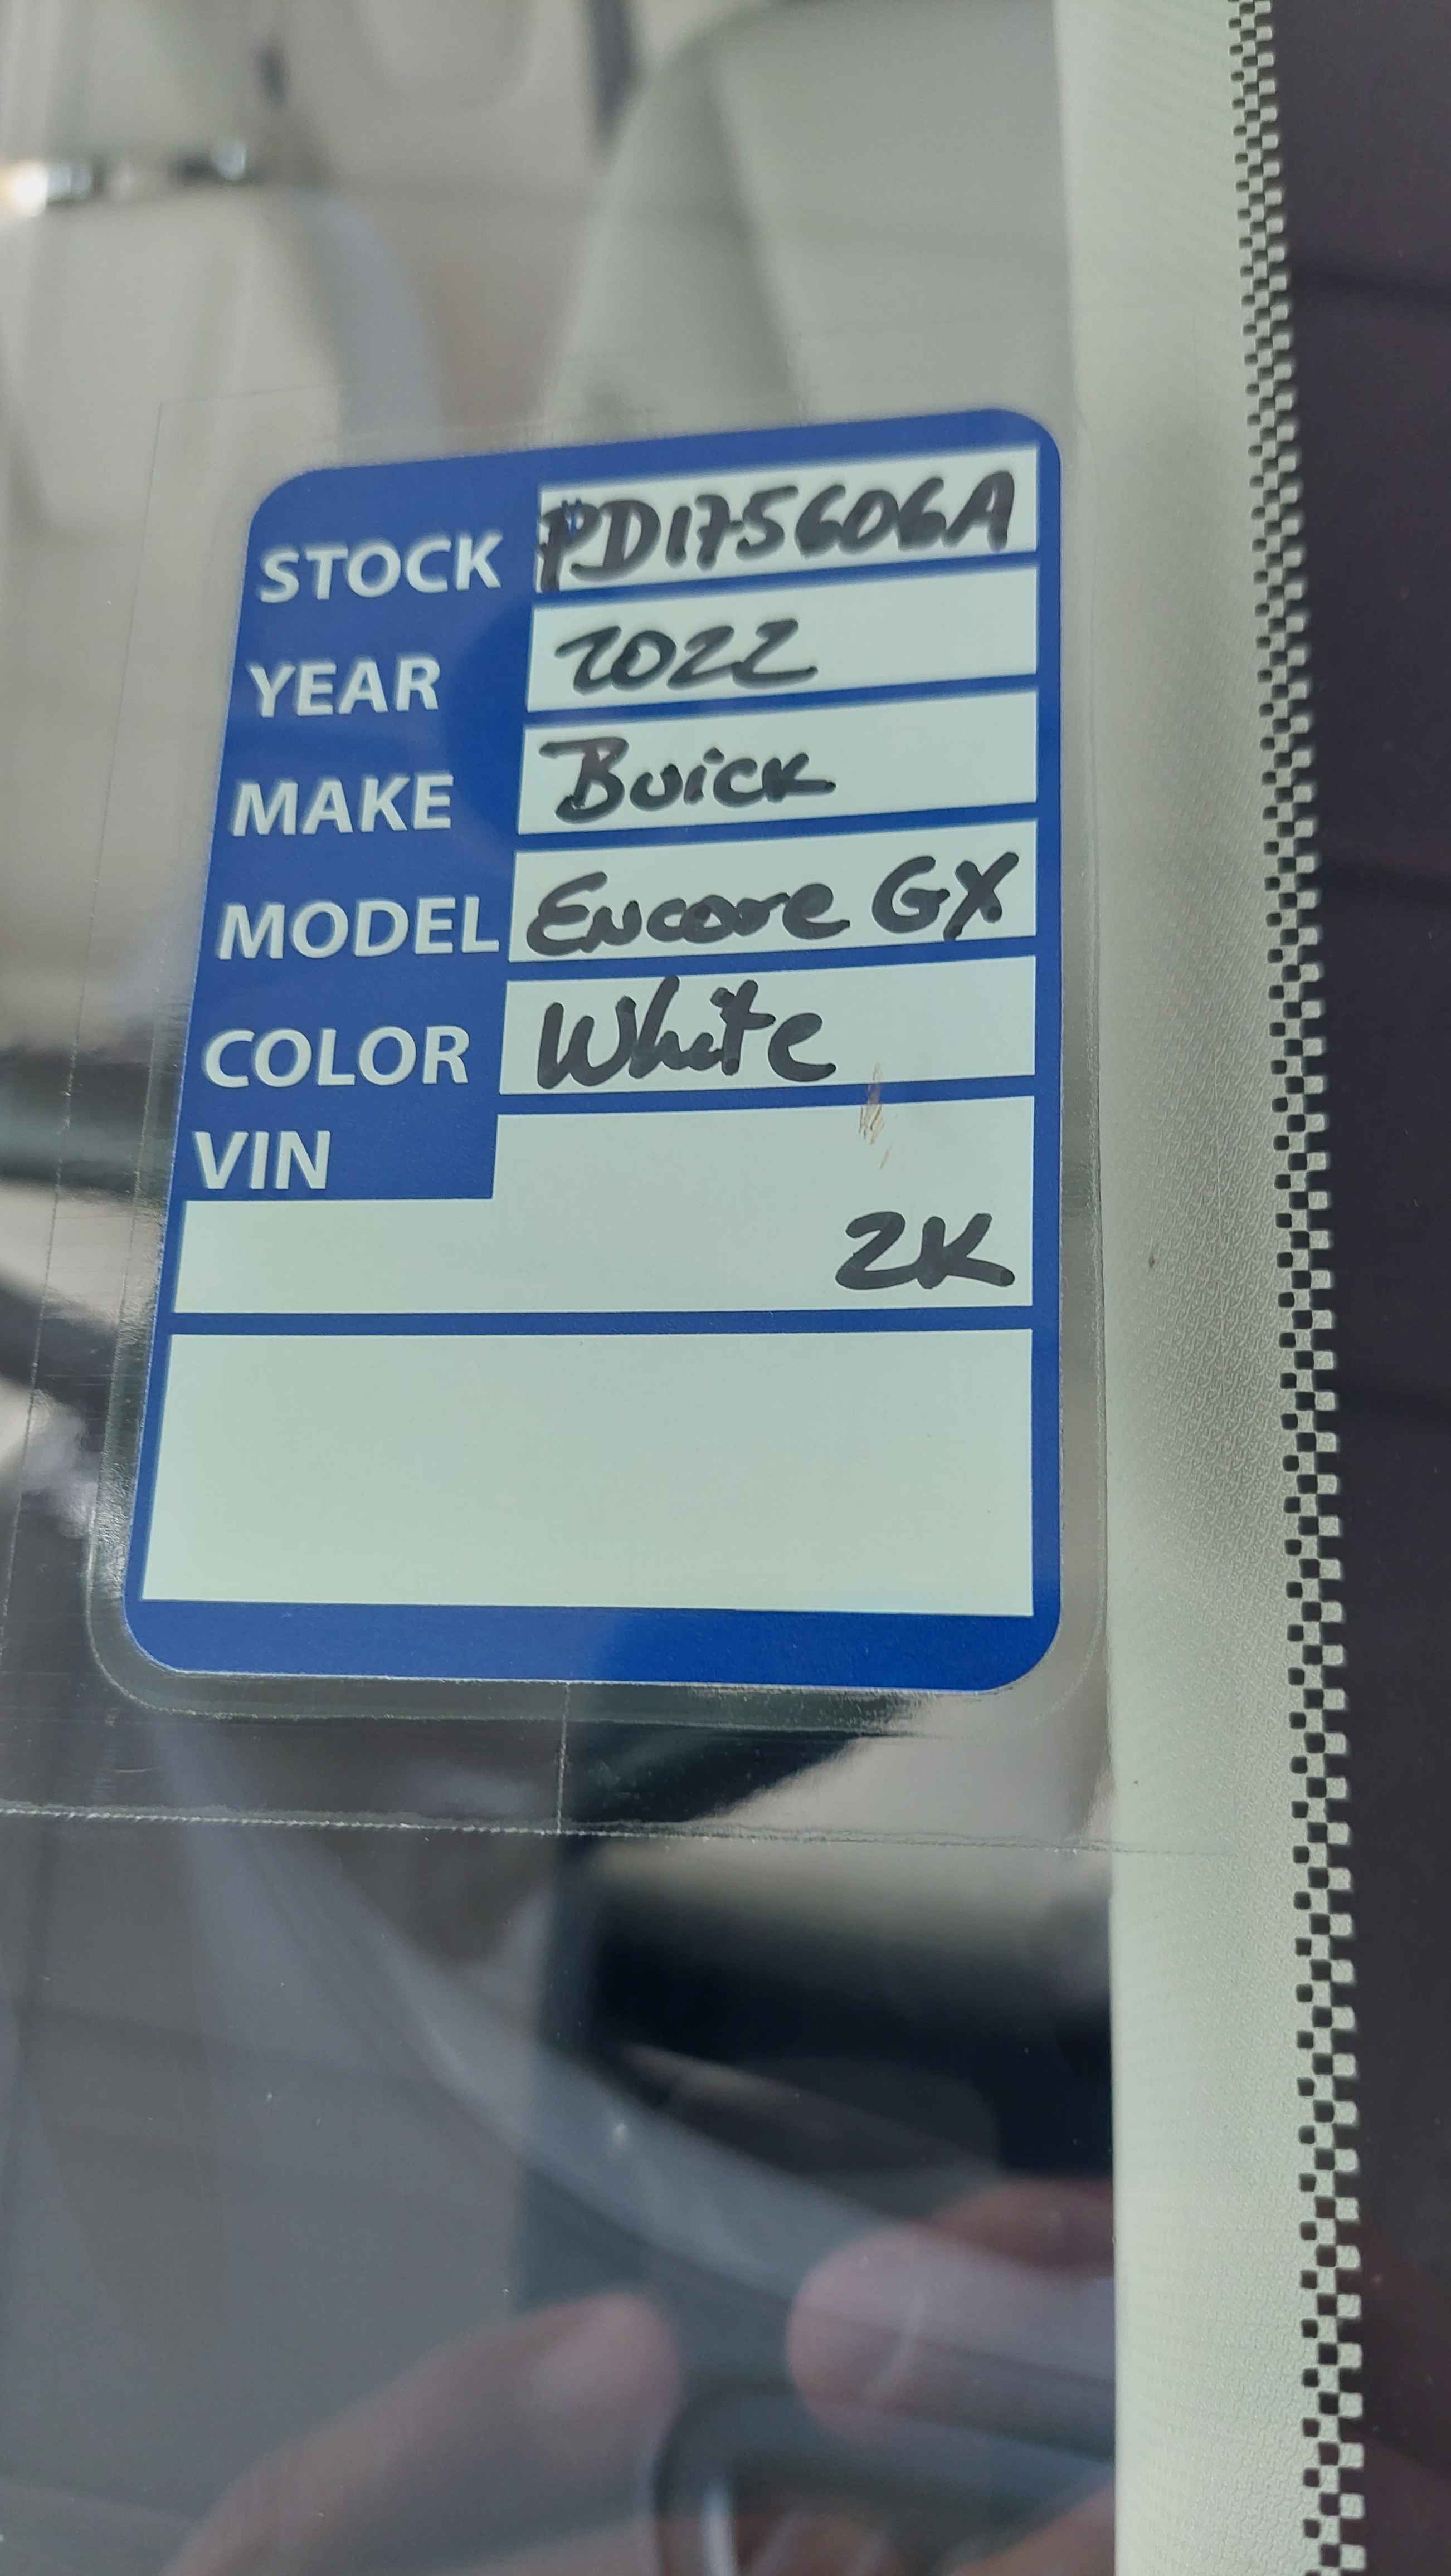 STOCK PD175606A
YEAR 2022
MAKE Buick
MODEL Encore GX
COLOR White
VIN
2K